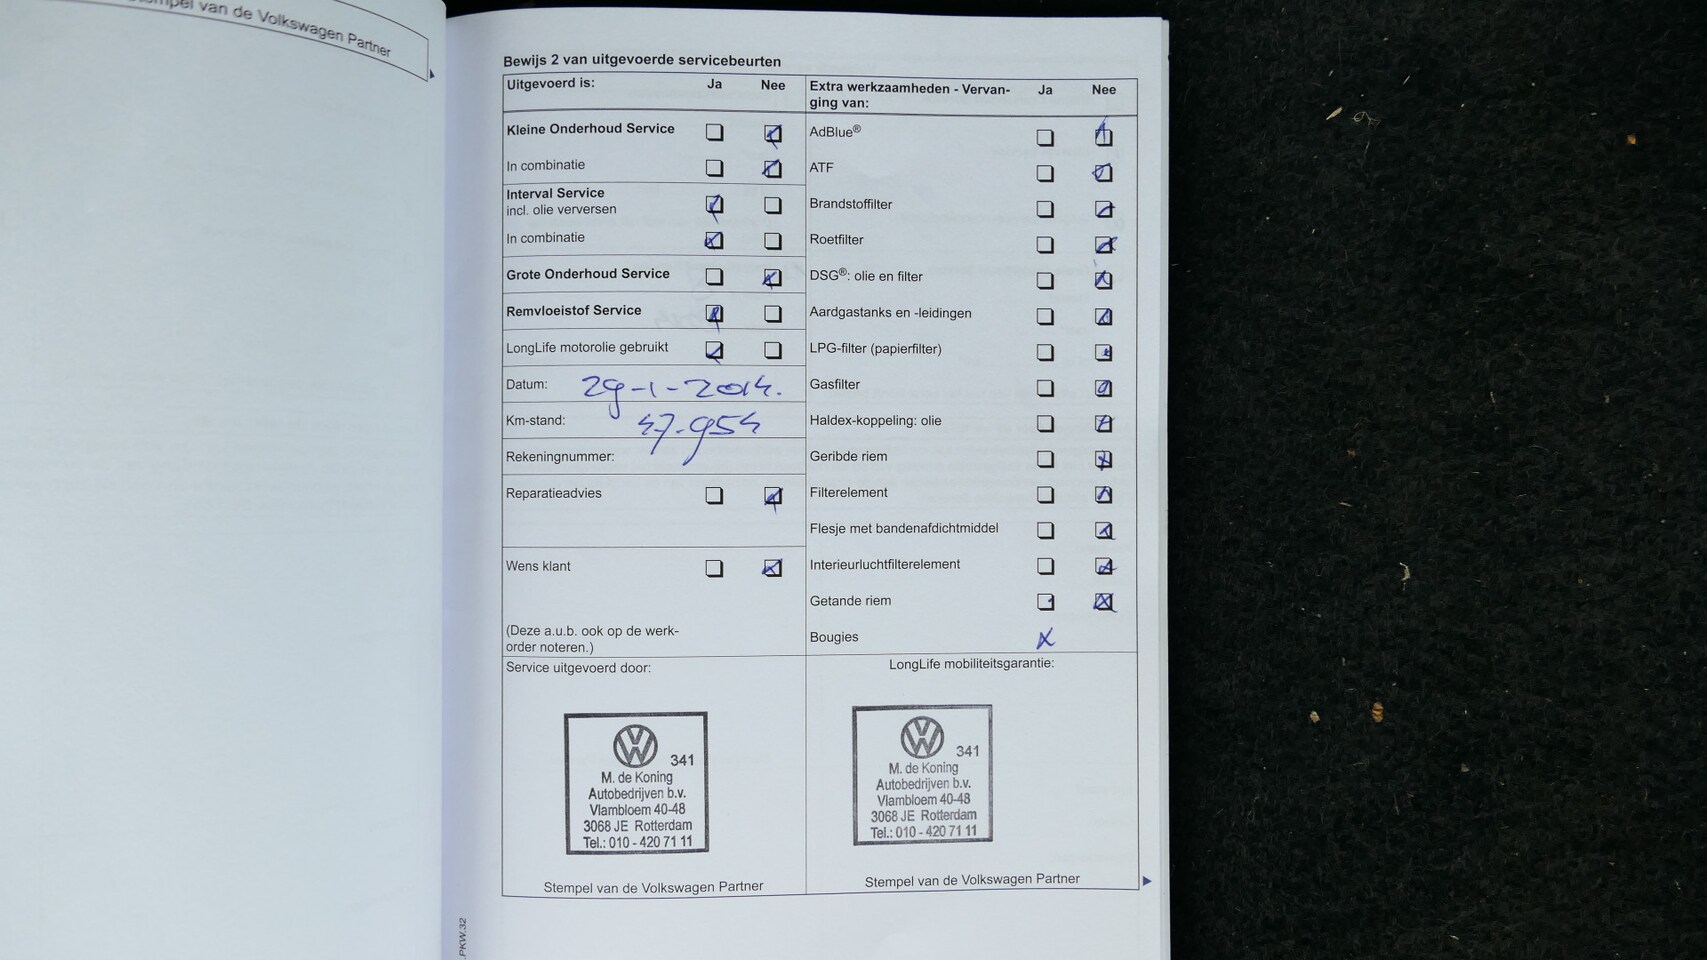 tempel van de Volkswagen Partner
Bewijs 2 van uitgevoerde servicebeurten
Uitgevoerd is: Ja Nee
Kleine Onderhoud Service
In combinatie
Interval Service
incl. olie verversen
In combinatie
Grote Onderhoud Service
Remvloeistof Service
LongLife motorolie gebruikt
Datum: 29-1-2014.
Km-stand: 47.954
Rekeningnummer:
Reparatieadvies
Wens klant
(Deze a.u.b. ook op de werk-
order noteren.)
Service uitgevoerd door:
341
M. de Koning
Autobedrijven b.v.
Vlambloem 40-48
3068 JE Rotterdam
Tel.: 010 - 420 71 11
Stempel van de Volkswagen Partner
Extra werkzaamheden - Vervan- Ja Nee
ging van:
AdBlue®
ATF
Brandstoffilter
Roetfilter
DSG®: olie en filter
Aardgastanks en -leidingen
LPG-filter (papierfilter)
Gasfilter
Haldex-koppeling: olie
Geribde riem
Filterelement
Flesje met bandenafdichtmiddel
Interieurluchtfilterelement
Getande riem
Bougies
LongLife mobiliteitsgarantie:
341
M. de Koning
Autobedrijven b.v.
Vlambloem 40-48
3068 JE Rotterdam
Tel.: 010 - 420 71 11
Stempel van de Volkswagen Partner
.PKW.32